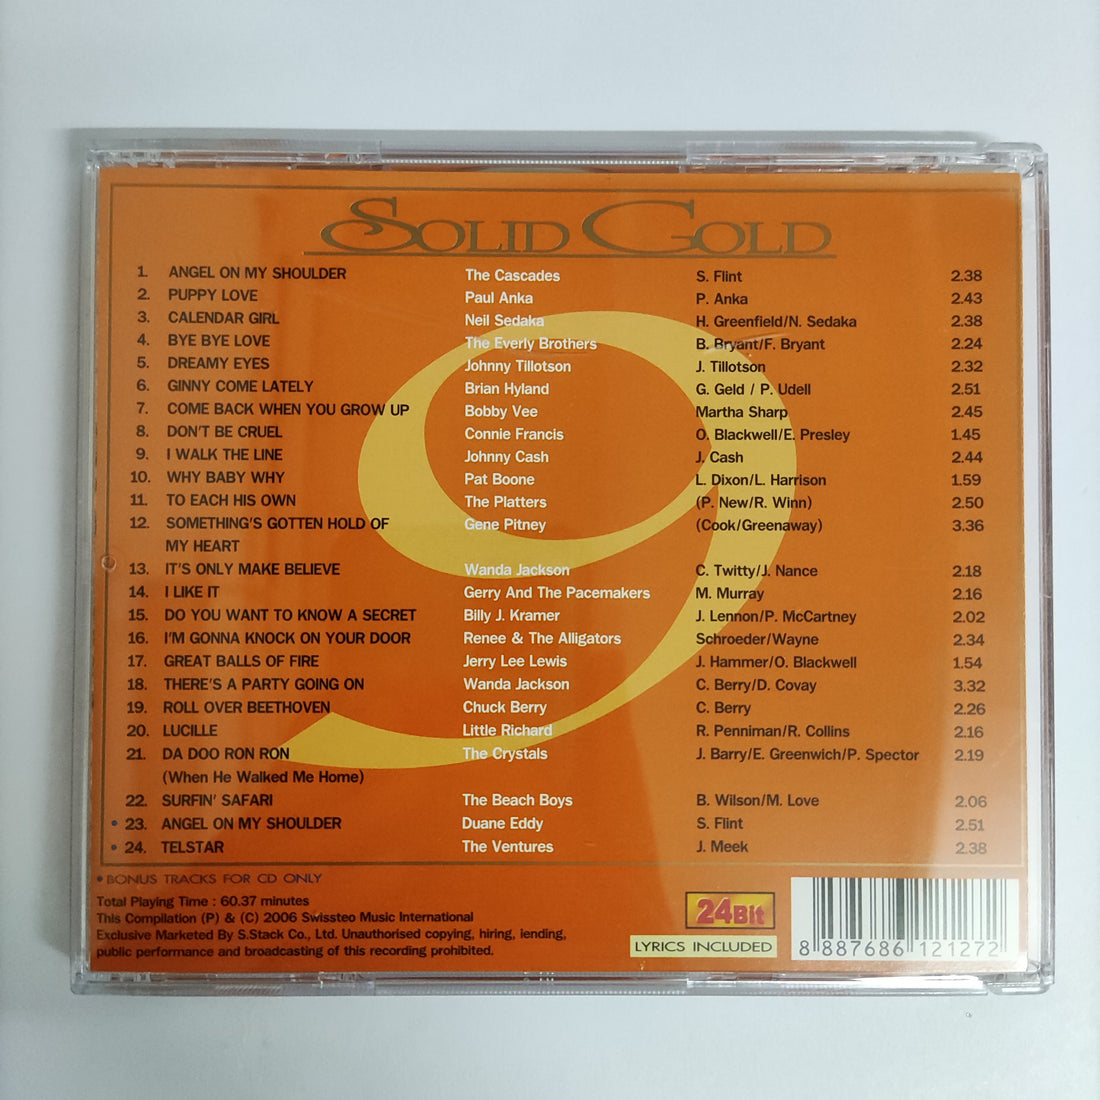 SOLID GOLD
1. ANGEL ON MY SHOULDER The Cascades S. Flint 2.38
2. PUPPY LOVE Paul Anka P. Anka 2.43
3. CALENDAR GIRL Neil Sedaka H. Greenfield/N. Sedaka 2.38
4. BYE BYE LOVE The Everly Brothers B. Bryant/F. Bryant 2.24
5. DREAMY EYES Johnny Tillotson J. Tillotson 2.32
6. GINNY COME LATELY Brian Hyland G. Geld / P. Udell 2.51
7. COME BACK WHEN YOU GROW UP Bobby Vee Martha Sharp 2.45
8. DON'T BE CRUEL Connie Francis O. Blackwell/E. Presley 1.45
9. I WALK THE LINE Johnny Cash J. Cash 2.44
10. WHY BABY WHY Pat Boone L. Dixon/L. Harrison 1.59
11. TO EACH HIS OWN The Platters (P. New/R. Winn) 2.50
12. SOMETHING'S GOTTEN HOLD OF Gene Pitney (Cook/Greenaway) 3.36
MY HEART
13. IT'S ONLY MAKE BELIEVE Wanda Jackson C. Twitty/J. Nance 2.18
14. I LIKE IT Gerry And The Pacemakers M. Murray 2.16
15. DO YOU WANT TO KNOW A SECRET Billy J. Kramer J. Lennon/P. McCartney 2.02
16. I'M GONNA KNOCK ON YOUR DOOR Renee & The Alligators Schroeder/Wayne 2.34
17. GREAT BALLS OF FIRE Jerry Lee Lewis J. Hammer/O. Blackwell 1.54
18. THERE'S A PARTY GOING ON Wanda Jackson C. Berry/D. Covay 3.32
19. ROLL OVER BEETHOVEN Chuck Berry C. Berry 2.26
20. LUCILLE Little Richard R. Penniman/R. Collins 2.16
21. DA DOO RON RON The Crystals J. Barry/E. Greenwich/P. Spector 2.19
(When He Walked Me Home)
22. SURFIN' SAFARI The Beach Boys B. Wilson/M. Love 2.06
• 23. ANGEL ON MY SHOULDER Duane Eddy S. Flint 2.51
• 24. TELSTAR The Ventures J. Meek 2.38
9
• BONUS TRACKS FOR CD ONLY
Total Playing Time : 60.37 minutes
This Compilation (P) & (C) 2006 Swissteo Music International
Exclusive Marketed By S.Stack Co., Ltd. Unauthorised copying, hiring, lending,
public performance and broadcasting of this recording prohibited.
24Bit
LYRICS INCLUDED
8 887686 121272